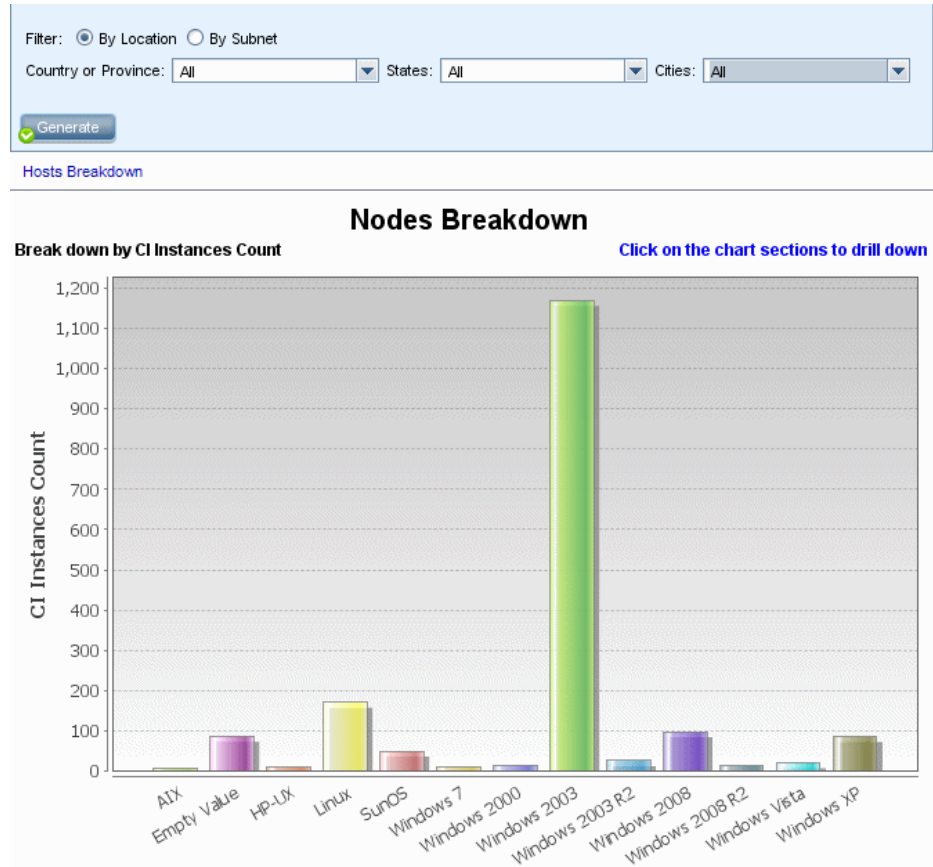 Filter: By Location By Subnet
Country or Province: All States: All Cities: All
Generate
Hosts Breakdown
Nodes Breakdown
Break down by CI Instances Count Click on the chart sections to drill down
CI Instances Count
1,200
1,100
1,000
900
800
700
600
500
400
300
200
100
0
AIX
Empty Value
HP-UX
Linux
SunOS
Windows 7
Windows 2000
Windows 2003
Windows 2003 R2
Windows 2008
Windows 2008 R2
Windows Vista
Windows XP